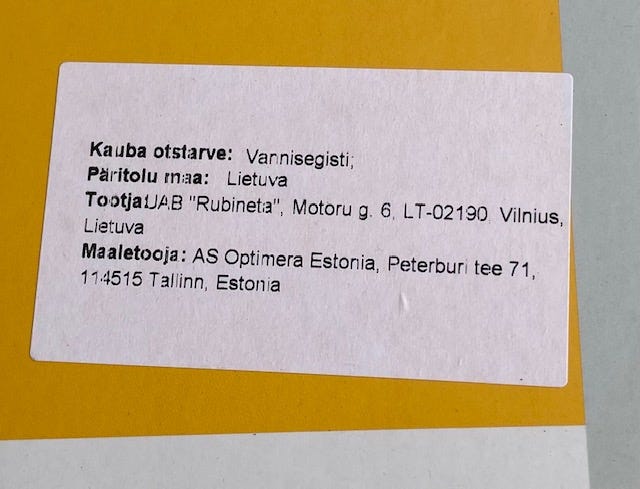 Kauba otstarve: Vannisegisti;
Päritolu maa: Lietuva
Tootja:UAB "Rubineta", Motoru g. 6, LT-02190 Vilnius,
Lietuva
Maaletooja: AS Optimera Estonia, Peterburi tee 71,
114515 Tallinn, Estonia